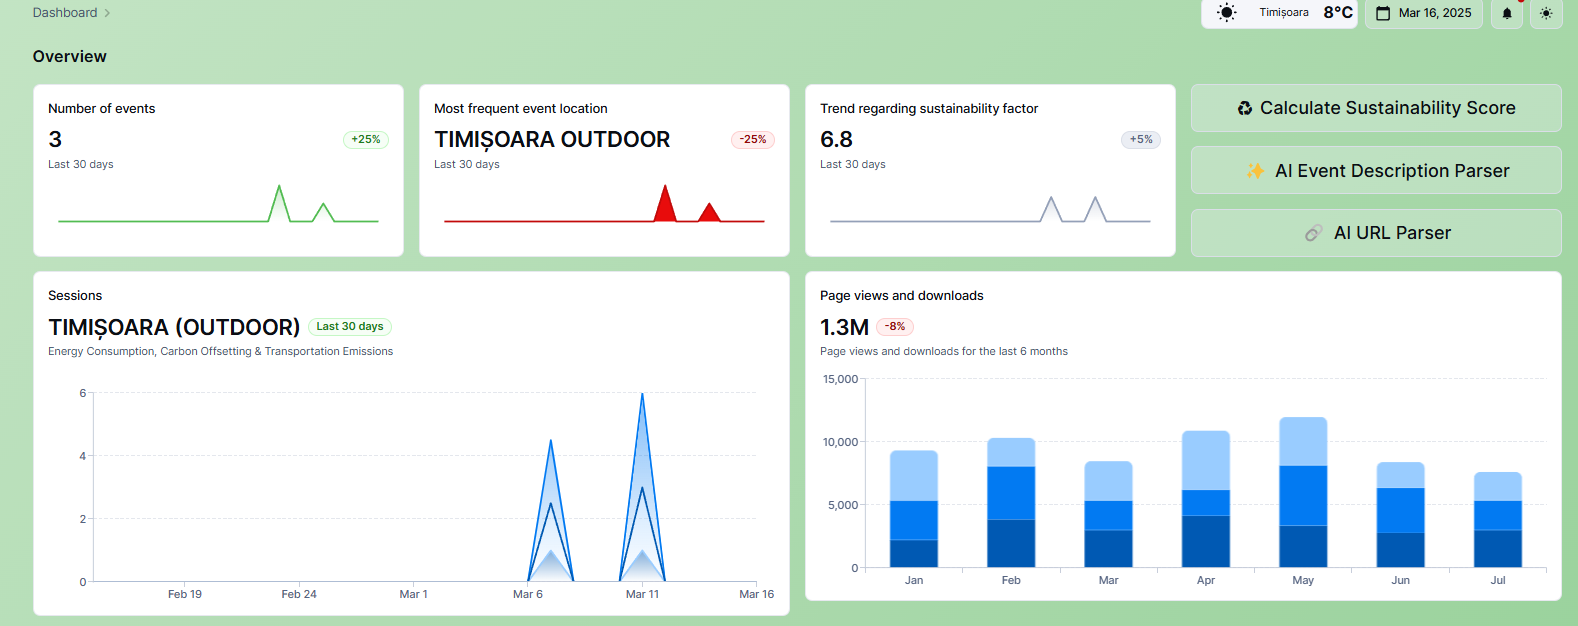 Dashboard
Timișoara 8°C
Mar 16, 2025
Overview
Number of events
3
+25%
Last 30 days
Most frequent event location
TIMIȘOARA OUTDOOR
-25%
Last 30 days
Trend regarding sustainability factor
6.8
+5%
Last 30 days
Calculate Sustainability Score
AI Event Description Parser
AI URL Parser
Sessions
TIMIȘOARA (OUTDOOR) Last 30 days
Energy Consumption, Carbon Offsetting & Transportation Emissions
6
4
2
0
Feb 19 Feb 24 Mar 1 Mar 6 Mar 11 Mar 16
Page views and downloads
1.3M -8%
Page views and downloads for the last 6 months
15,000
10,000
5,000
0
Jan Feb Mar Apr May Jun Jul